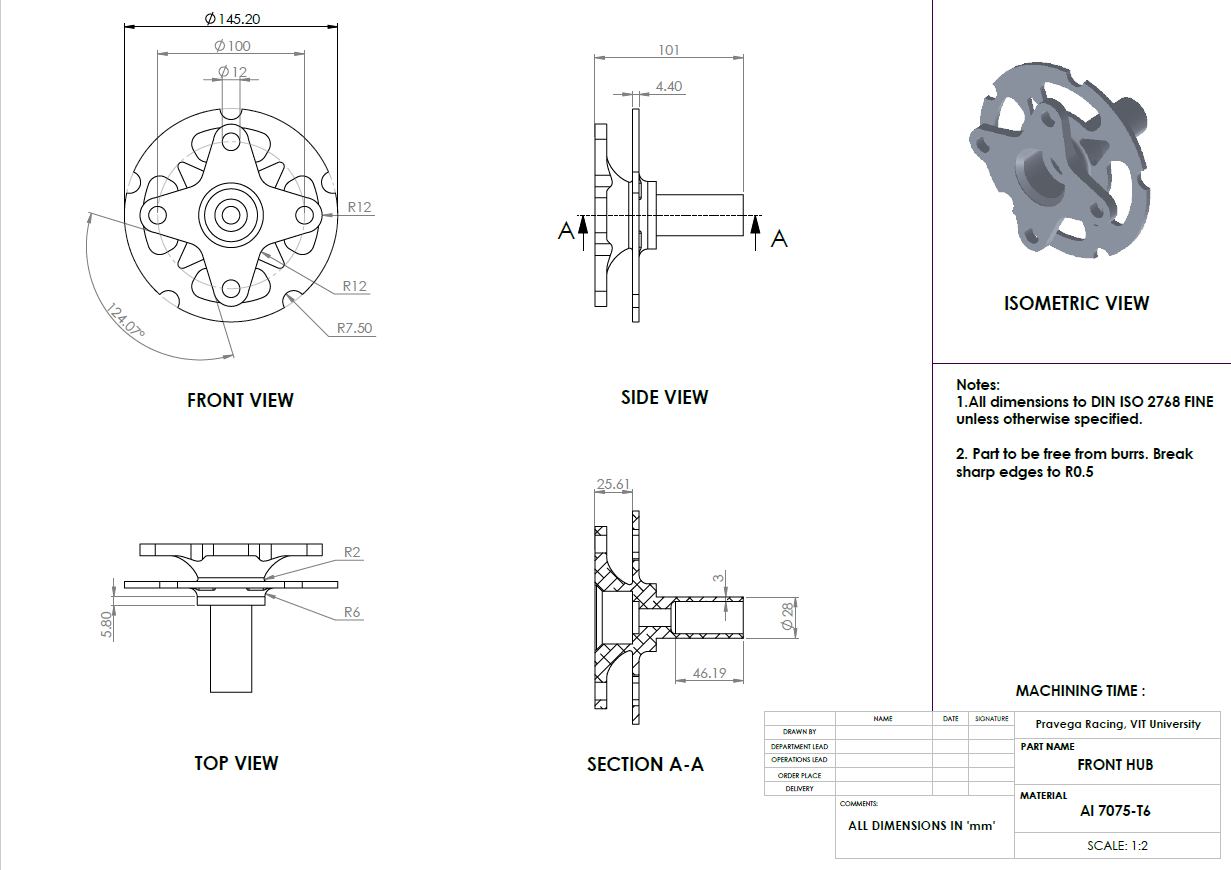 ⌀145.20
⌀100
⌀12
R12
R12
R7.50
124.07°
FRONT VIEW
101
4.40
A
A
SIDE VIEW
ISOMETRIC VIEW
Notes:
1.All dimensions to DIN ISO 2768 FINE
unless otherwise specified.
2. Part to be free from burrs. Break
sharp edges to R0.5
R2
R6
5.80
TOP VIEW
25.61
3
⌀28
46.19
SECTION A-A
MACHINING TIME :
NAME DATE SIGNATURE
DRAWN BY
DEPARTMENT LEAD
OPERATIONS LEAD
ORDER PLACE
DELIVERY
COMMENTS:
ALL DIMENSIONS IN 'mm'
Pravega Racing, VIT University
PART NAME
FRONT HUB
MATERIAL
Al 7075-T6
SCALE: 1:2